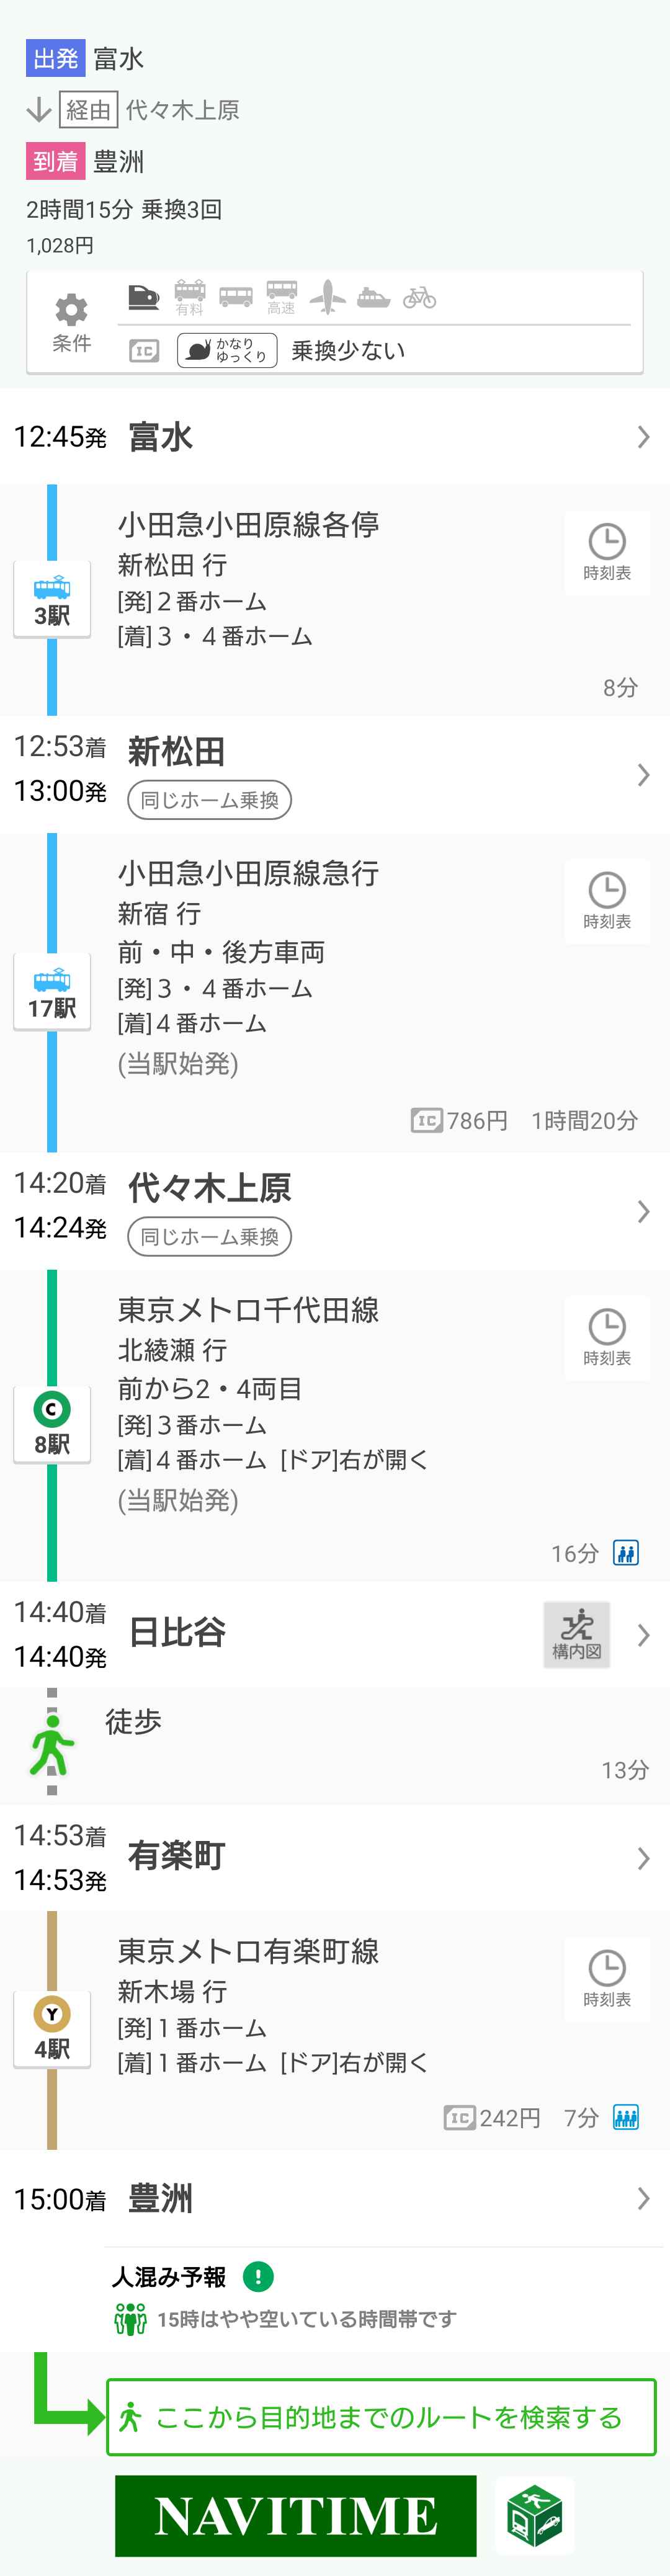 出発 富水
経由 代々木上原
到着 豊洲
2時間15分 乗換3回
1,028円
有料 高速
条件
IC かなりゆっくり 乗換少ない
12:45発 富水
小田急小田原線各停
新松田 行
時刻表
[発]２番ホーム
3駅
[着]３・４番ホーム
8分
12:53着 新松田
13:00発 同じホーム乗換
小田急小田原線急行
新宿 行
時刻表
前・中・後方車両
[発]３・４番ホーム
17駅
[着]４番ホーム
(当駅始発)
IC 786円 1時間20分
14:20着 代々木上原
14:24発 同じホーム乗換
東京メトロ千代田線
北綾瀬 行
時刻表
前から2・4両目
C
[発]３番ホーム
8駅
[着]４番ホーム [ドア]右が開く
(当駅始発)
16分
14:40着 日比谷
14:40発
構内図
徒歩
13分
14:53着 有楽町
14:53発
東京メトロ有楽町線
新木場 行
時刻表
Y
[発]１番ホーム
4駅
[着]１番ホーム [ドア]右が開く
IC 242円 7分
15:00着 豊洲
人混み予報 !
15時はやや空いている時間帯です
ここから目的地までのルートを検索する
NAVITIME